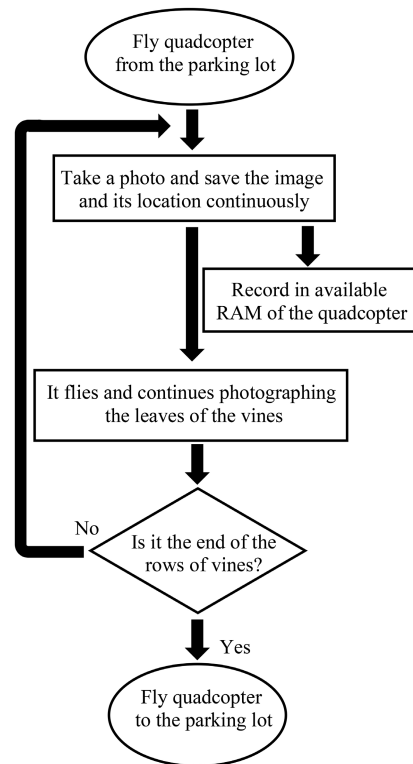 Fly quadcopter
from the parking lot
Take a photo and save the image
and its location continuously
Record in available
RAM of the quadcopter
It flies and continues photographing
the leaves of the vines
No
Is it the end of the
rows of vines?
Yes
Fly quadcopter
to the parking lot